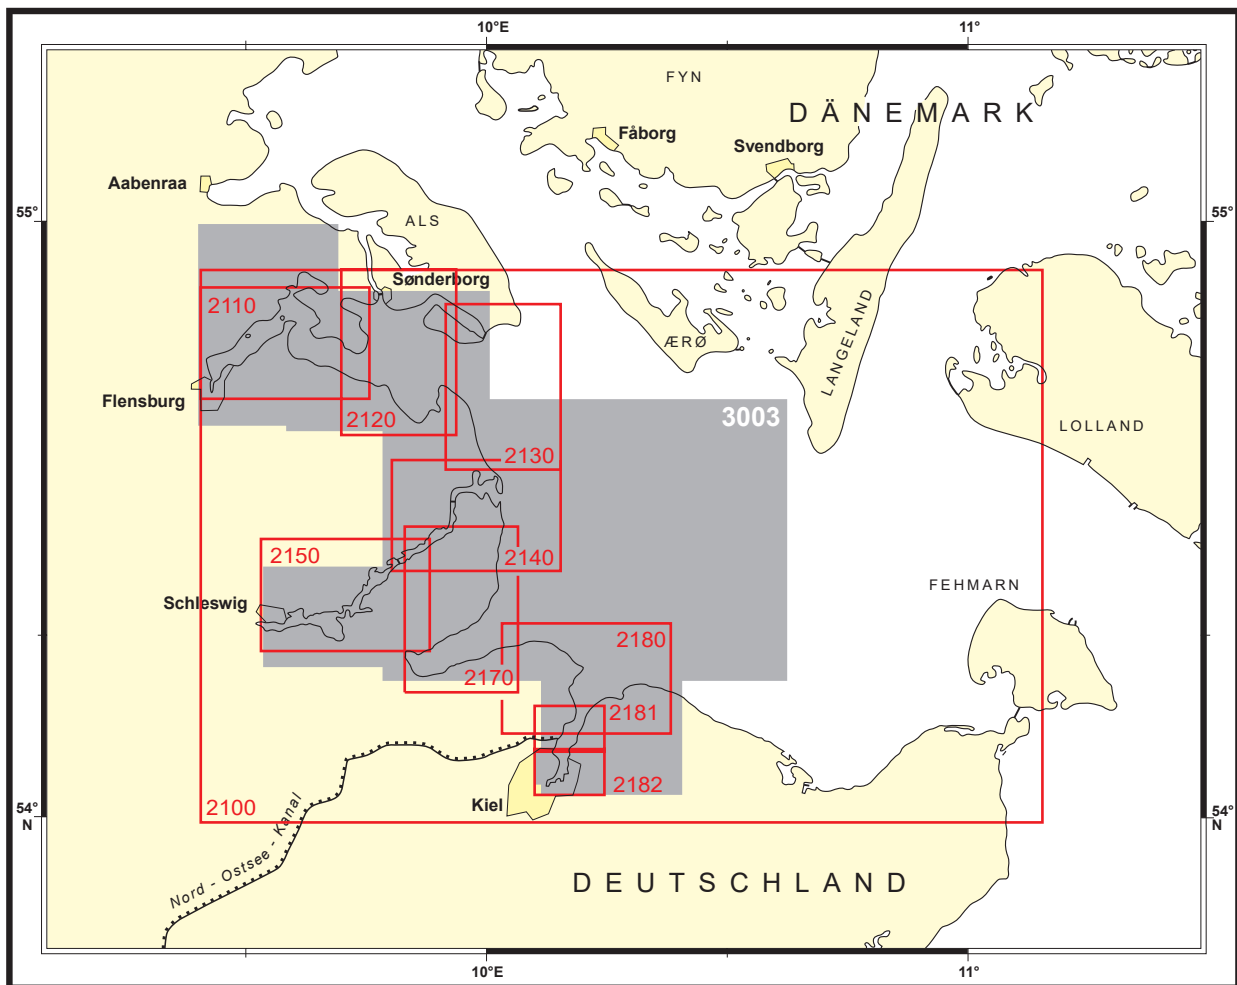 10°E
11°
FYN
DÄNEMARK
Fåborg
Svendborg
Aabenraa
55°
ALS
55°
Sønderborg
2110
LANGELAND
ÆRØ
Flensburg
2120
3003
LOLLAND
2130
2150
2140
FEHMARN
Schleswig
2180
2170
2181
2182
Kiel
2100
54°
N
54°
N
Nord - Ostsee - Kanal
DEUTSCHLAND
10°E
11°